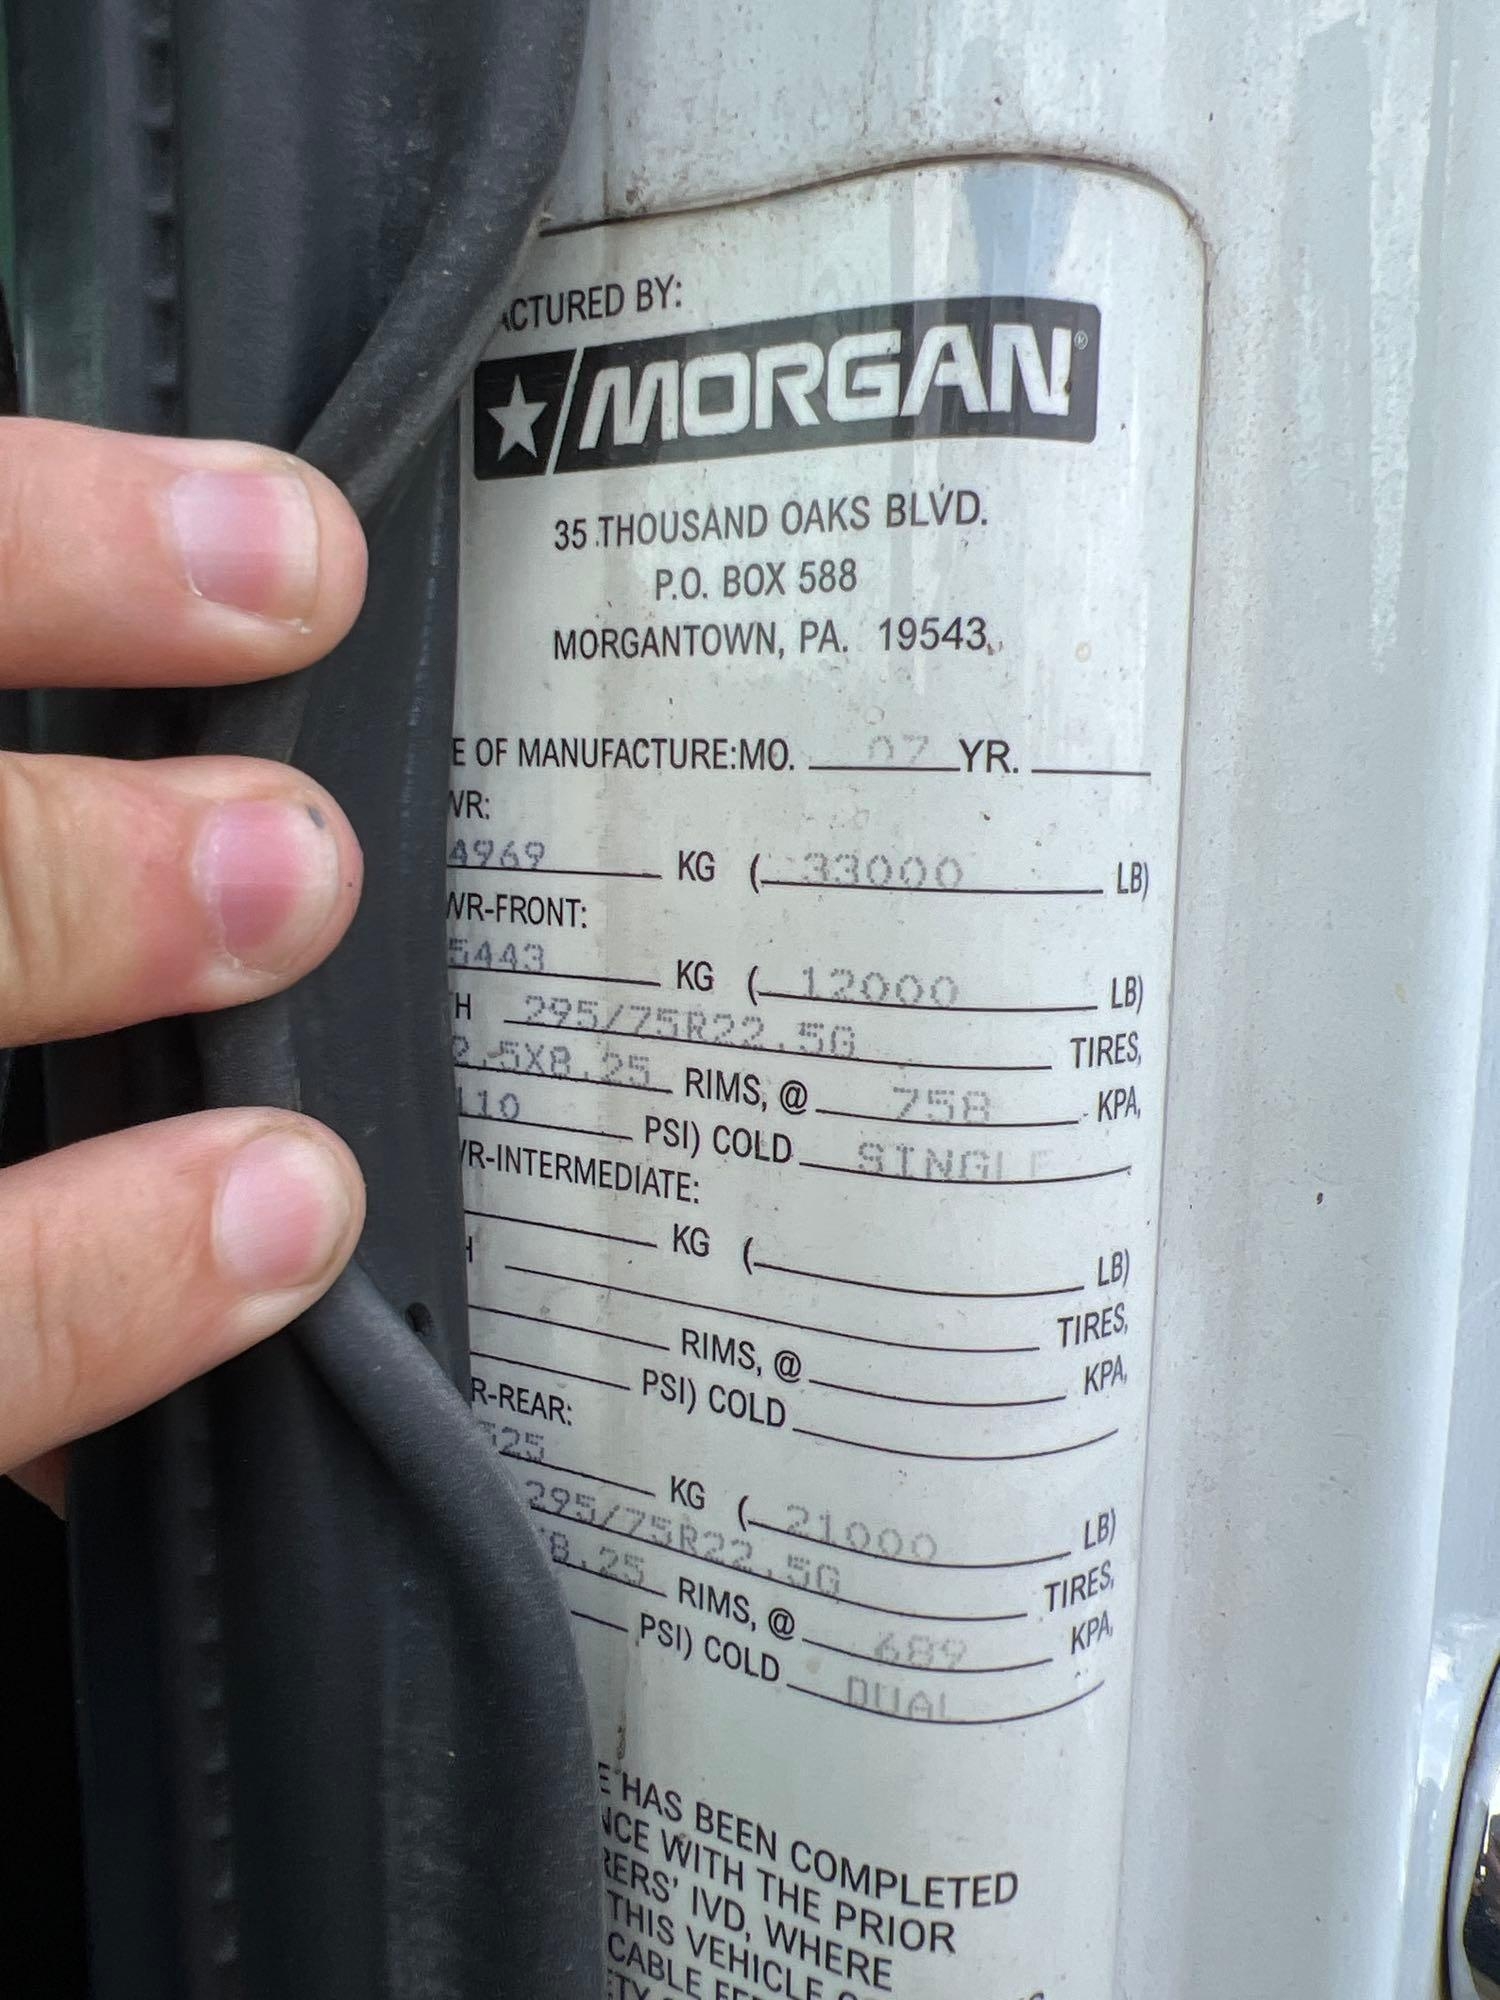 ACTURED BY:
MORGAN®
35 THOUSAND OAKS BLVD.
P.O. BOX 588
MORGANTOWN, PA. 19543
E OF MANUFACTURE:MO. 07 YR.
WR:
4969 KG ( 33000 LB)
WR-FRONT:
5443 KG ( 12000 LB)
TH 295/75R22.5G TIRES,
2.5X8.25 RIMS, @ 758 KPA,
110 PSI) COLD SINGLE
R-INTERMEDIATE:
KG ( LB)
H TIRES,
RIMS, @ KPA,
PSI) COLD
R-REAR:
525 KG ( 21000 LB)
295/75R22.5G TIRES,
8.25 RIMS, @ 689 KPA,
PSI) COLD DUAL
E HAS BEEN COMPLETED
NCE WITH THE PRIOR
RERS' IVD, WHERE
THIS VEHICLE
CABLE